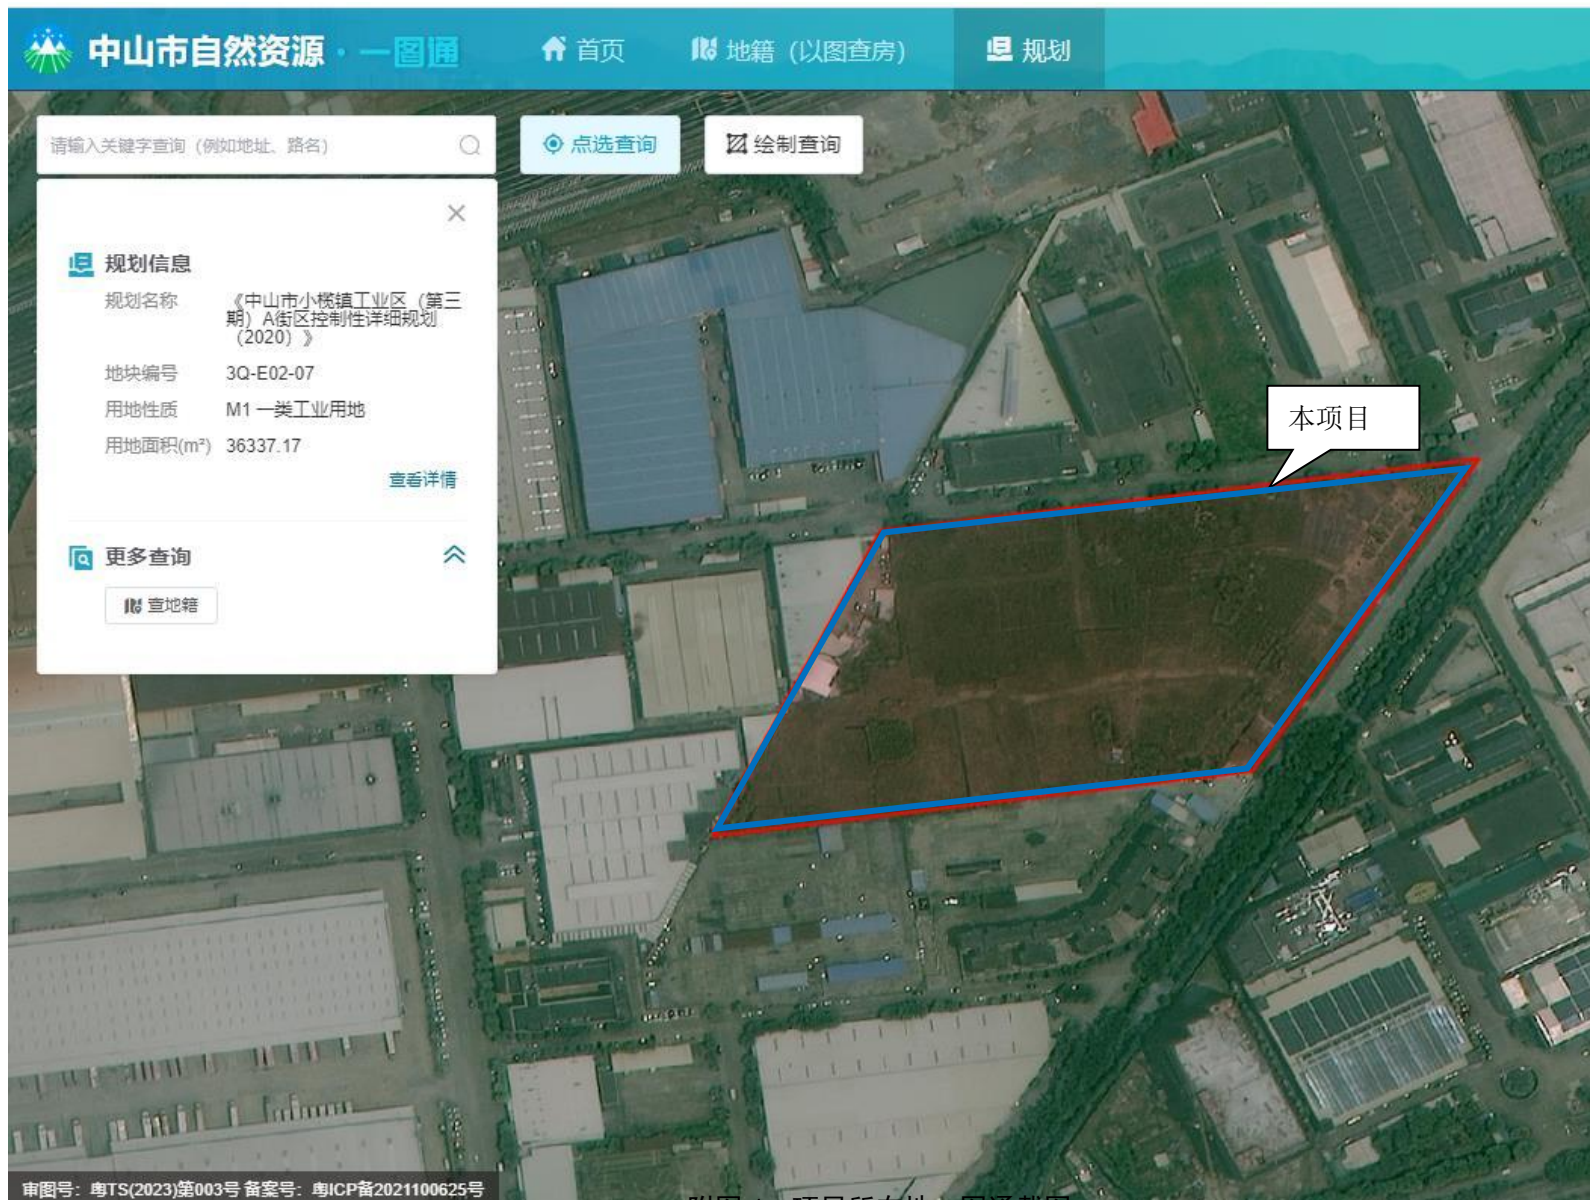 中山市自然资源·一图通
首页
地籍（以图查房）
规划
请输入关键字查询（例如地址、路名）
点选查询
绘制查询
规划信息
规划名称
《中山市小榄镇工业区（第三
期）A街区控制性详细规划
（2020）》
地块编号
3Q-E02-07
用地性质
M1 一类工业用地
用地面积(m²)
36337.17
查看详情
更多查询
查地籍
本项目
审图号：粤TS(2023)第003号 备案号：粤ICP备2021100625号